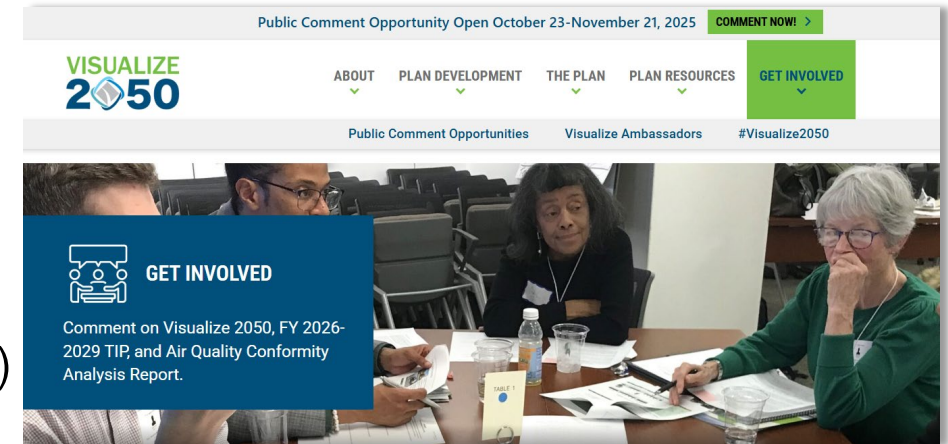 Public Comment Opportunity Open October 23-November 21, 2025 COMMENT NOW! >
VISUALIZE
2050
ABOUT PLAN DEVELOPMENT THE PLAN PLAN RESOURCES GET INVOLVED
Public Comment Opportunities Visualize Ambassadors #Visualize2050
GET INVOLVED
Comment on Visualize 2050, FY 2026-
2029 TIP, and Air Quality Conformity
Analysis Report.
)
TABLE 1